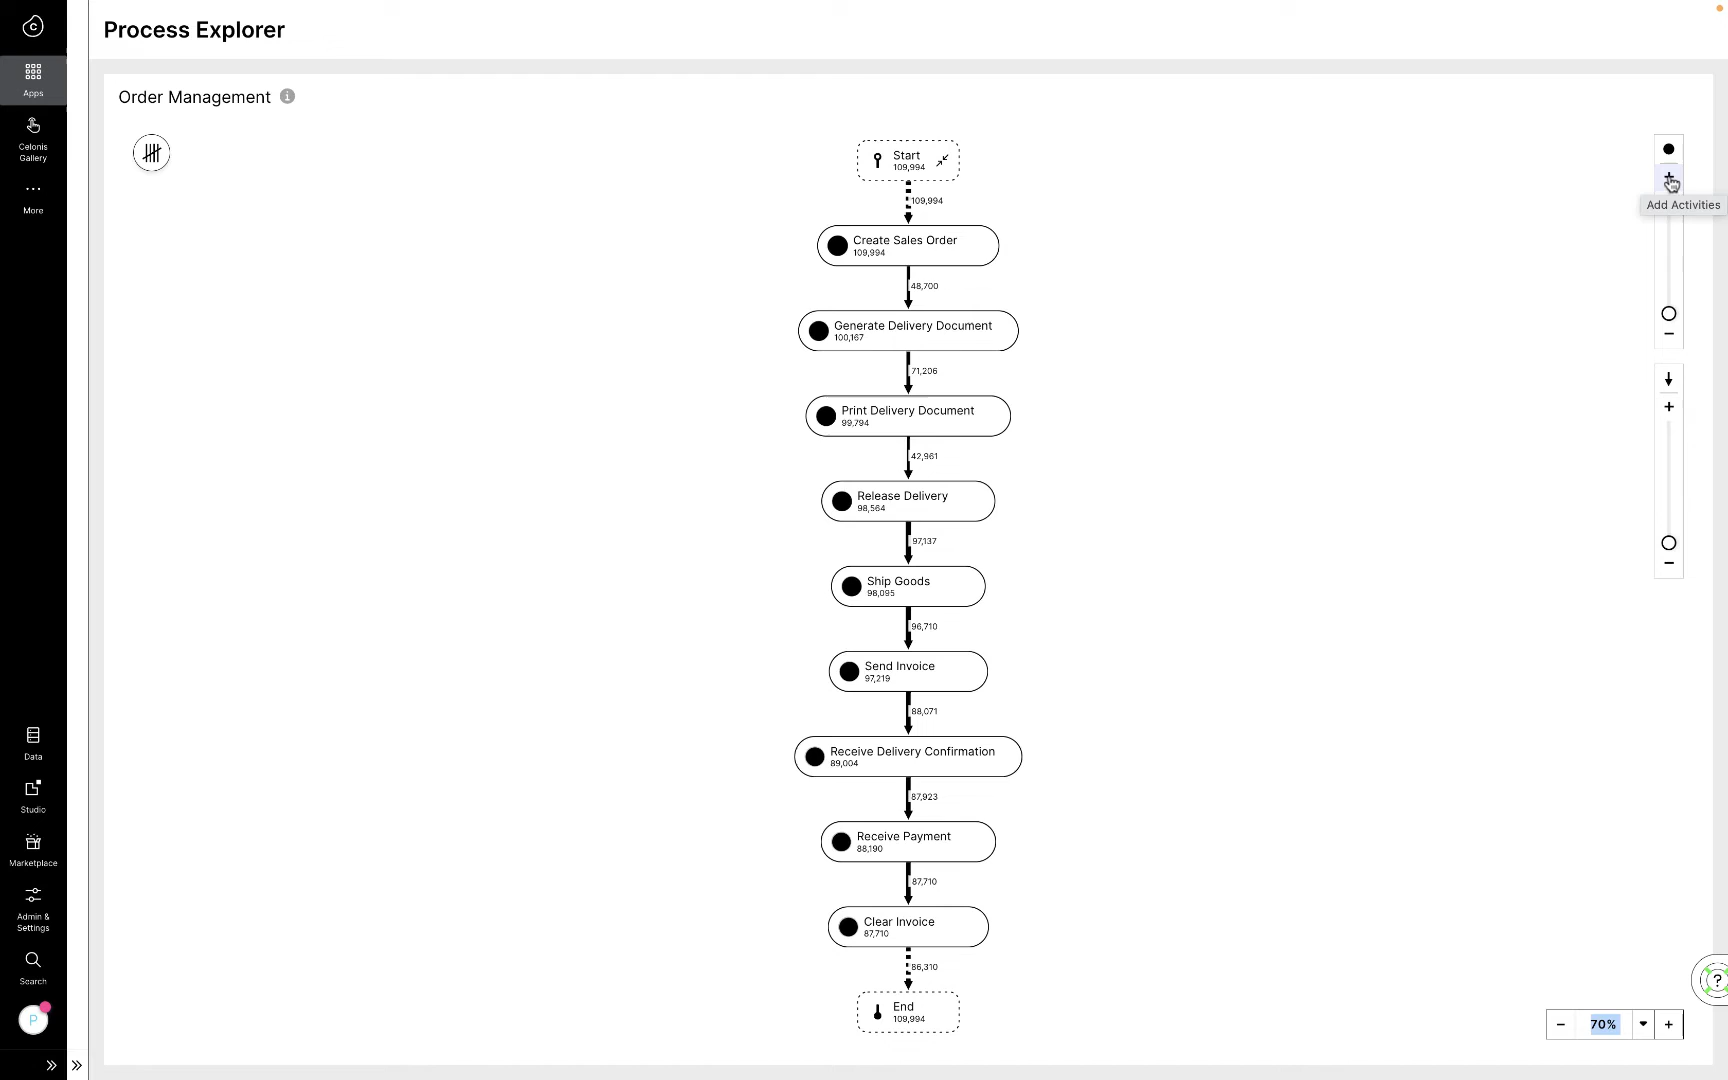 Process Explorer
Apps
Celonis
Gallery
More
Data
Studio
Marketplace
Admin &
Settings
Search
P
Order Management
Start
109,994
109,994
Create Sales Order
109,994
48,700
Generate Delivery Document
100,167
71,206
Print Delivery Document
99,794
42,961
Release Delivery
98,564
97,137
Ship Goods
98,095
96,710
Send Invoice
97,219
88,071
Receive Delivery Confirmation
89,004
87,923
Receive Payment
88,190
87,710
Clear Invoice
87,710
86,310
End
109,994
Add Activities
70%